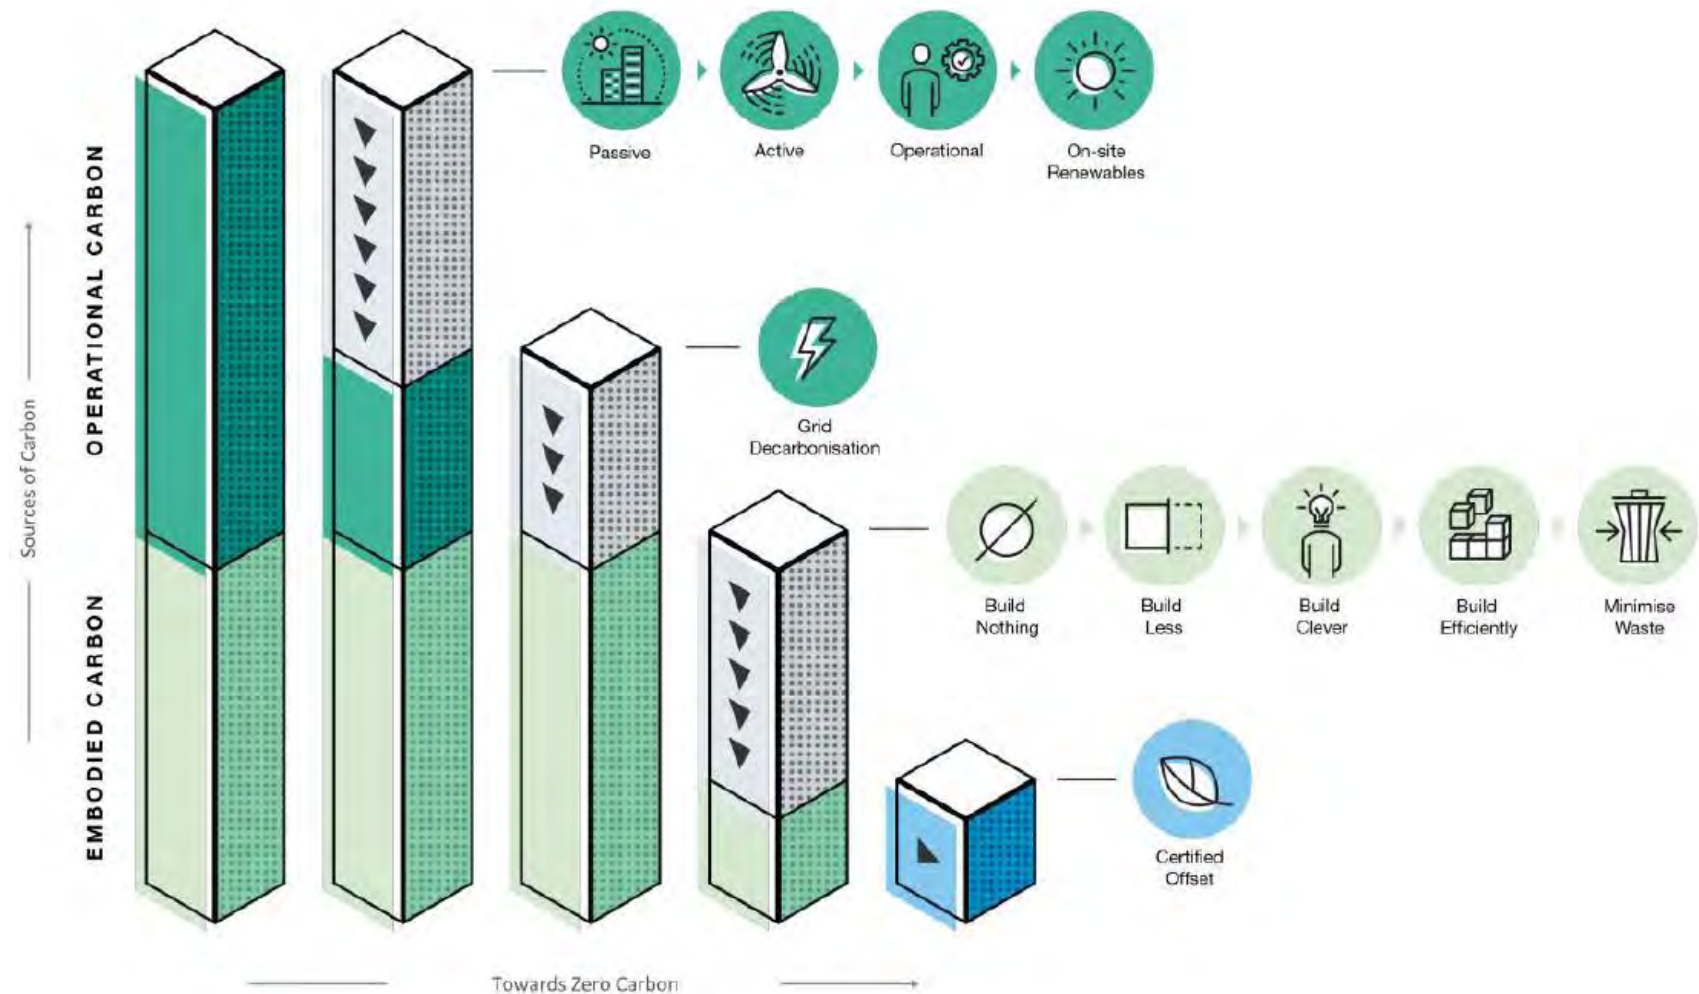 Passive
Active
Operational
On-site
Renewables
OPERATIONAL CARBON
Sources of Carbon
EMBODIED CARBON
Grid
Decarbonisation
Build
Nothing
Build
Less
Build
Clever
Build
Efficiently
Minimise
Waste
Certified
Offset
Towards Zero Carbon